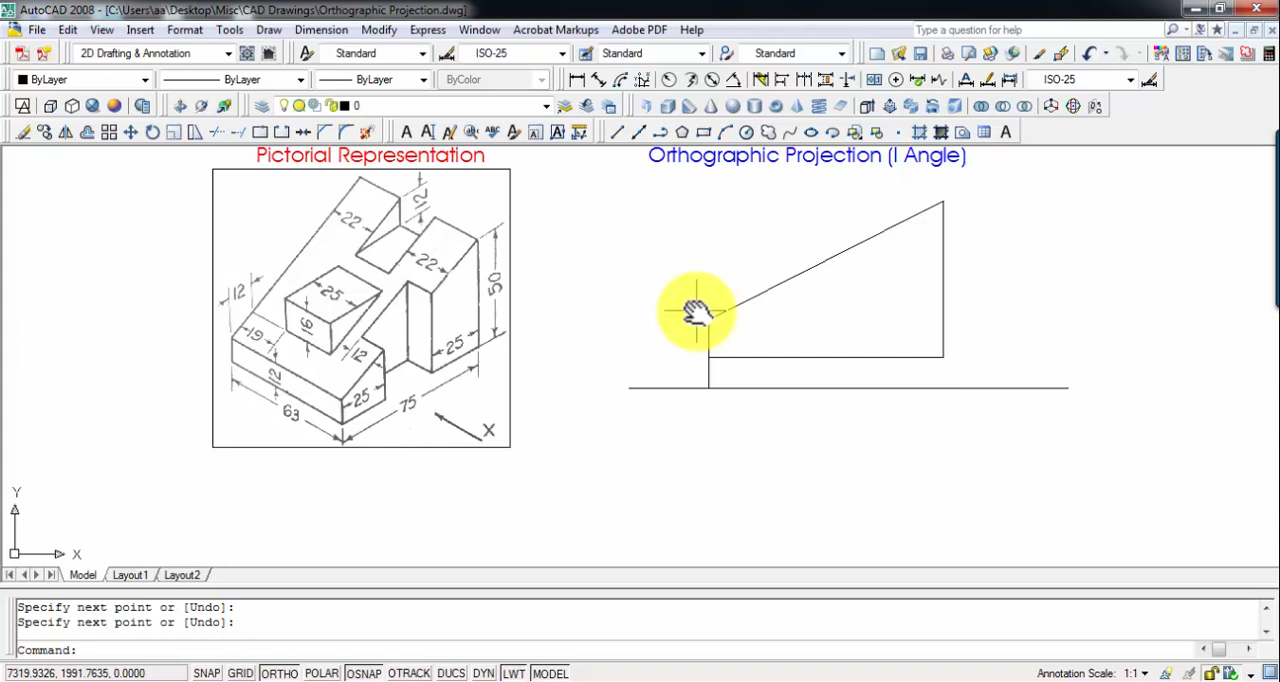 AutoCAD 2008 - [C:\Users\aa\Desktop\Misc\CAD Drawings\Orthographic Projection.dwg]
File Edit View Insert Format Tools Draw Dimension Modify Express Window Acrobat Markups Adobe PDF Help Type a question for help
2D Drafting & Annotation Standard ISO-25 Standard Standard
ByLayer ByLayer ByLayer ByColor ISO-25
0
Pictorial Representation Orthographic Projection (I Angle)
12
22
22
12
50
25
16
19
12
25
12
25
63
75
X
Y
X
Model Layout1 Layout2
Specify next point or [Undo]:
Specify next point or [Undo]:
Command:
7319.9326, 1991.7635, 0.0000 SNAP GRID ORTHO POLAR OSNAP OTRACK DUCS DYN LWT MODEL Annotation Scale: 1:1